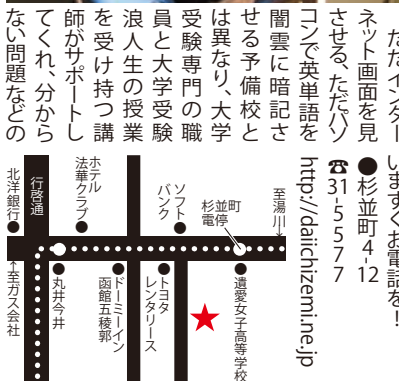 いますぐお電話を！
●杉並町4-12
☎31-5577
http://daiichizemi.ne.jp
ただインター
ネット画面を見
させる、ただパソ
コンで英単語を
闇雲に暗記さ
せる予備校と
は異なり、大学
受験専門の職
員と大学受験
浪人生の授業
を受け持つ講
師がサポートし
てくれ、分から
ない問題などの
至湯川→
杉並町
電停
ソフト
バンク
ホテル
法華クラブ
行啓通
北洋銀行
遺愛女子高等学校
トヨタ
レンタリース
ドーミーイン
函館五稜郭
丸井今井
←至ガス会社